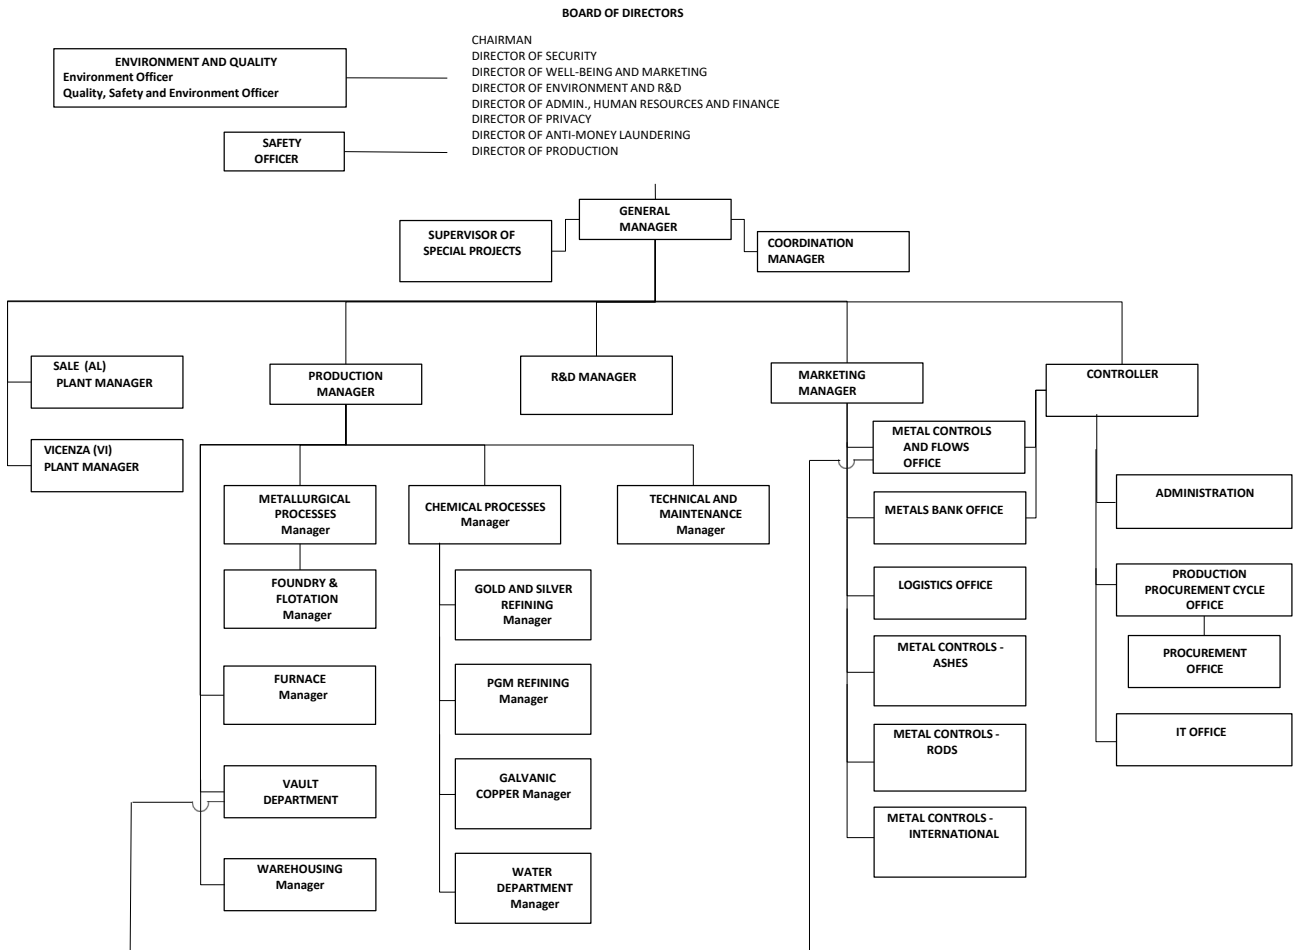 BOARD OF DIRECTORS
CHAIRMAN
DIRECTOR OF SECURITY
DIRECTOR OF WELL-BEING AND MARKETING
DIRECTOR OF ENVIRONMENT AND R&D
DIRECTOR OF ADMIN., HUMAN RESOURCES AND FINANCE
DIRECTOR OF PRIVACY
DIRECTOR OF ANTI-MONEY LAUNDERING
DIRECTOR OF PRODUCTION
ENVIRONMENT AND QUALITY
Environment Officer
Quality, Safety and Environment Officer
SAFETY
OFFICER
GENERAL
MANAGER
SUPERVISOR OF
SPECIAL PROJECTS
COORDINATION
MANAGER
SALE (AL)
PLANT MANAGER
VICENZA (VI)
PLANT MANAGER
PRODUCTION
MANAGER
R&D MANAGER
MARKETING
MANAGER
CONTROLLER
METALLURGICAL
PROCESSES
Manager
FOUNDRY &
FLOTATION
Manager
FURNACE
Manager
VAULT
DEPARTMENT
WAREHOUSING
Manager
CHEMICAL PROCESSES
Manager
GOLD AND SILVER
REFINING
Manager
PGM REFINING
Manager
GALVANIC
COPPER Manager
WATER
DEPARTMENT
Manager
TECHNICAL AND
MAINTENANCE
Manager
METAL CONTROLS
AND FLOWS
OFFICE
METALS BANK OFFICE
LOGISTICS OFFICE
METAL CONTROLS -
ASHES
METAL CONTROLS -
RODS
METAL CONTROLS -
INTERNATIONAL
ADMINISTRATION
PRODUCTION
PROCUREMENT CYCLE
OFFICE
PROCUREMENT
OFFICE
IT OFFICE